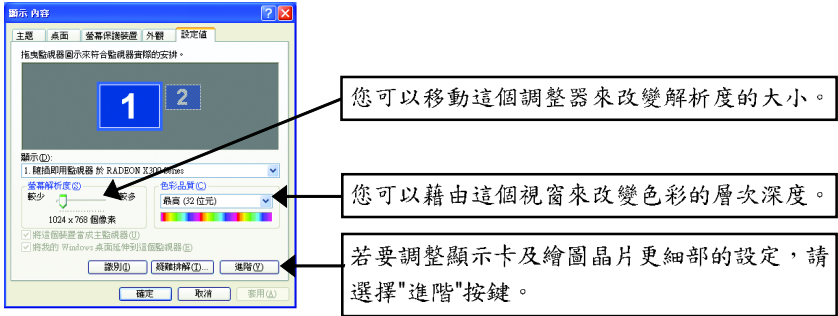 顯示 內容
主題 桌面 螢幕保護裝置 外觀 設定值
拖曳監視器圖示來符合監視器實際的安排。
1 2
您可以移動這個調整器來改變解析度的大小。
顯示(D):
1. 隨插即用監視器 於 RADEON X300 Series
螢幕解析度(S)
較少 較多
1024 x 768 個像素
色彩品質(C)
最高 (32 位元)
您可以藉由這個視窗來改變色彩的層次深度。
將這個裝置當成主監視器(U)
將我的 Windows 桌面延伸到這個監視器(E)
識別(I) 疑難排解(T)... 進階(V)
若要調整顯示卡及繪圖晶片更細部的設定,請
選擇"進階"按鍵。
確定 取消 套用(A)